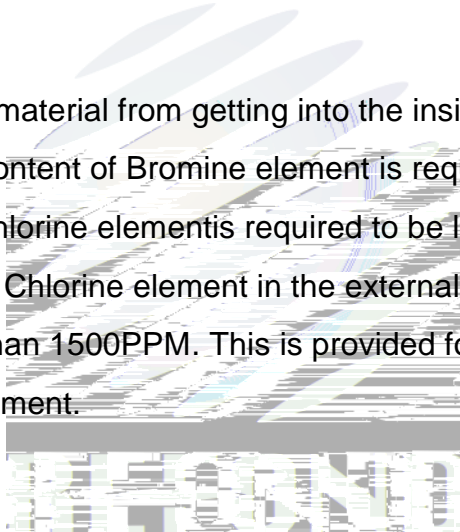 material from getting into the insi
ontent of Bromine element is req
hlorine elementis required to be l
Chlorine element in the external
an 1500PPM. This is provided fo
ment.